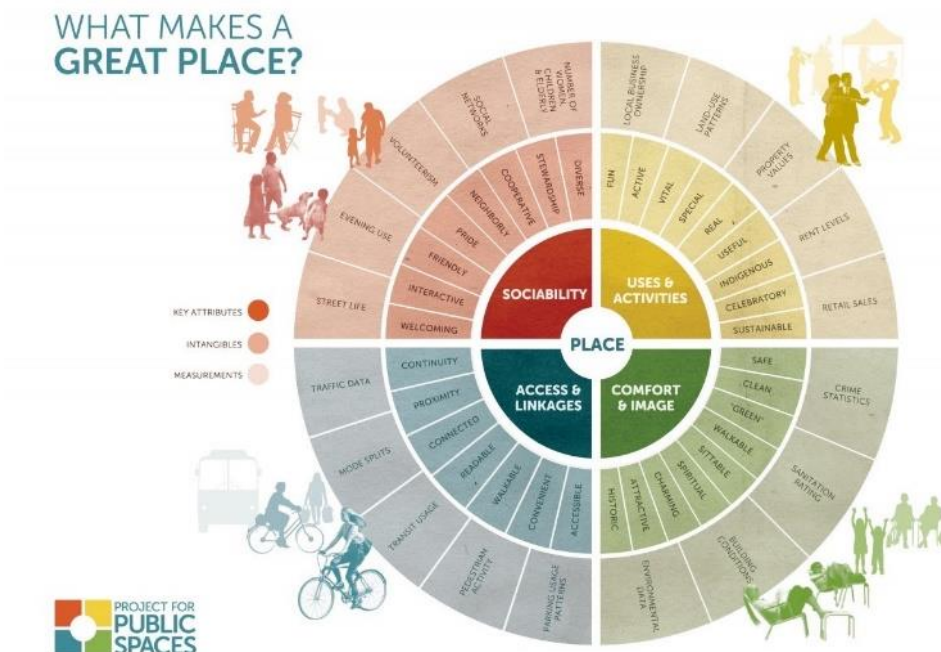 WHAT MAKES A
GREAT PLACE?
NUMBER OF
CHILDREN
WOMEN,
& ELDERLY
SOCIAL
NETWORKS
VOLUNTEERISM
EVENING USE
STREET LIFE
LOCAL BUSINESS
OWNERSHIP
LAND-USE
PATTERNS
PROPERTY
VALUES
RENT LEVELS
RETAIL SALES
DIVERSE
STEWARDSHIP
COOPERATIVE
NEIGHBORLY
PRIDE
FRIENDLY
INTERACTIVE
WELCOMING
FUN
ACTIVE
VITAL
SPECIAL
REAL
USEFUL
INDIGENOUS
CELEBRATORY
SUSTAINABLE
SOCIABILITY
USES &
ACTIVITIES
PLACE
ACCESS &
LINKAGES
COMFORT
& IMAGE
KEY ATTRIBUTES
INTANGIBLES
MEASUREMENTS
CONTINUITY
PROXIMITY
CONNECTED
READABLE
WALKABLE
CONVENIENT
ACCESSIBLE
SAFE
CLEAN
"GREEN"
WALKABLE
SITTABLE
SPIRITUAL
CHARMING
ATTRACTIVE
HISTORIC
TRAFFIC DATA
MODE SPLITS
TRANSIT USAGE
PEDESTRIAN
ACTIVITY
PARKING USAGE
PATTERNS
CRIME
STATISTICS
SANITATION
RATING
BUILDING
CONDITIONS
ENVIRONMENTAL
DATA
PROJECT FOR
PUBLIC
SPACES